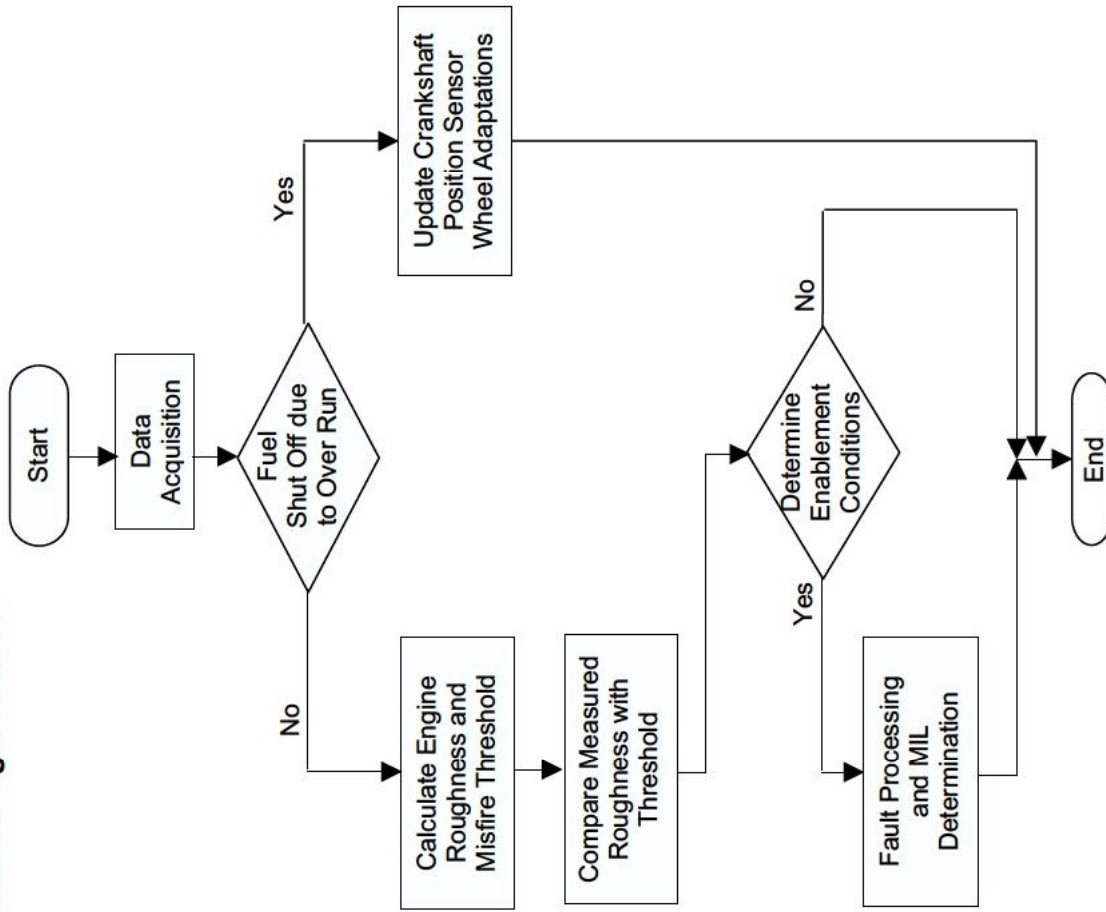 Start
Data
Acquisition
Fuel
Shut Off due
to Over Run
Yes
No
Update Crankshaft
Position Sensor
Wheel Adaptations
Calculate Engine
Roughness and
Misfire Threshold
Compare Measured
Roughness with
Threshold
Determine
Enablement
Conditions
Yes
No
Fault Processing
and MIL
Determination
End